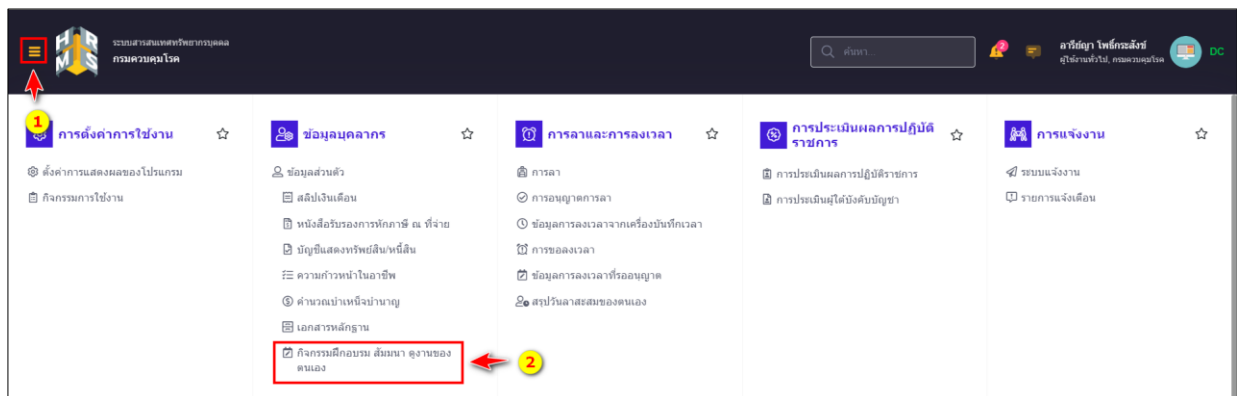 HR
MIS
ระบบสารสนเทศทรัพยากรบุคคล
กรมควบคุมโรค
ค้นหา...
2
อารีย์ญา โพธิ์กระสังข์
ผู้ใช้งานทั่วไป, กรมควบคุมโรค
DC
1
การตั้งค่าการใช้งาน
ตั้งค่าการแสดงผลของโปรแกรม
กิจกรรมการใช้งาน
ข้อมูลบุคลากร
ข้อมูลส่วนตัว
สลิปเงินเดือน
หนังสือรับรองการหักภาษี ณ ที่จ่าย
บัญชีแสดงทรัพย์สิน/หนี้สิน
ความก้าวหน้าในอาชีพ
คำนวณบำเหน็จบำนาญ
เอกสารหลักฐาน
กิจกรรมฝึกอบรม สัมมนา ดูงานของ
ตนเอง
2
การลาและการลงเวลา
การลา
การอนุญาตการลา
ข้อมูลการลงเวลาจากเครื่องบันทึกเวลา
การขอลงเวลา
ข้อมูลการลงเวลาที่รออนุญาต
สรุปวันลาสะสมของตนเอง
การประเมินผลการปฏิบัติ
ราชการ
การประเมินผลการปฏิบัติราชการ
การประเมินผู้ใต้บังคับบัญชา
การแจ้งงาน
ระบบแจ้งงาน
รายการแจ้งเตือน